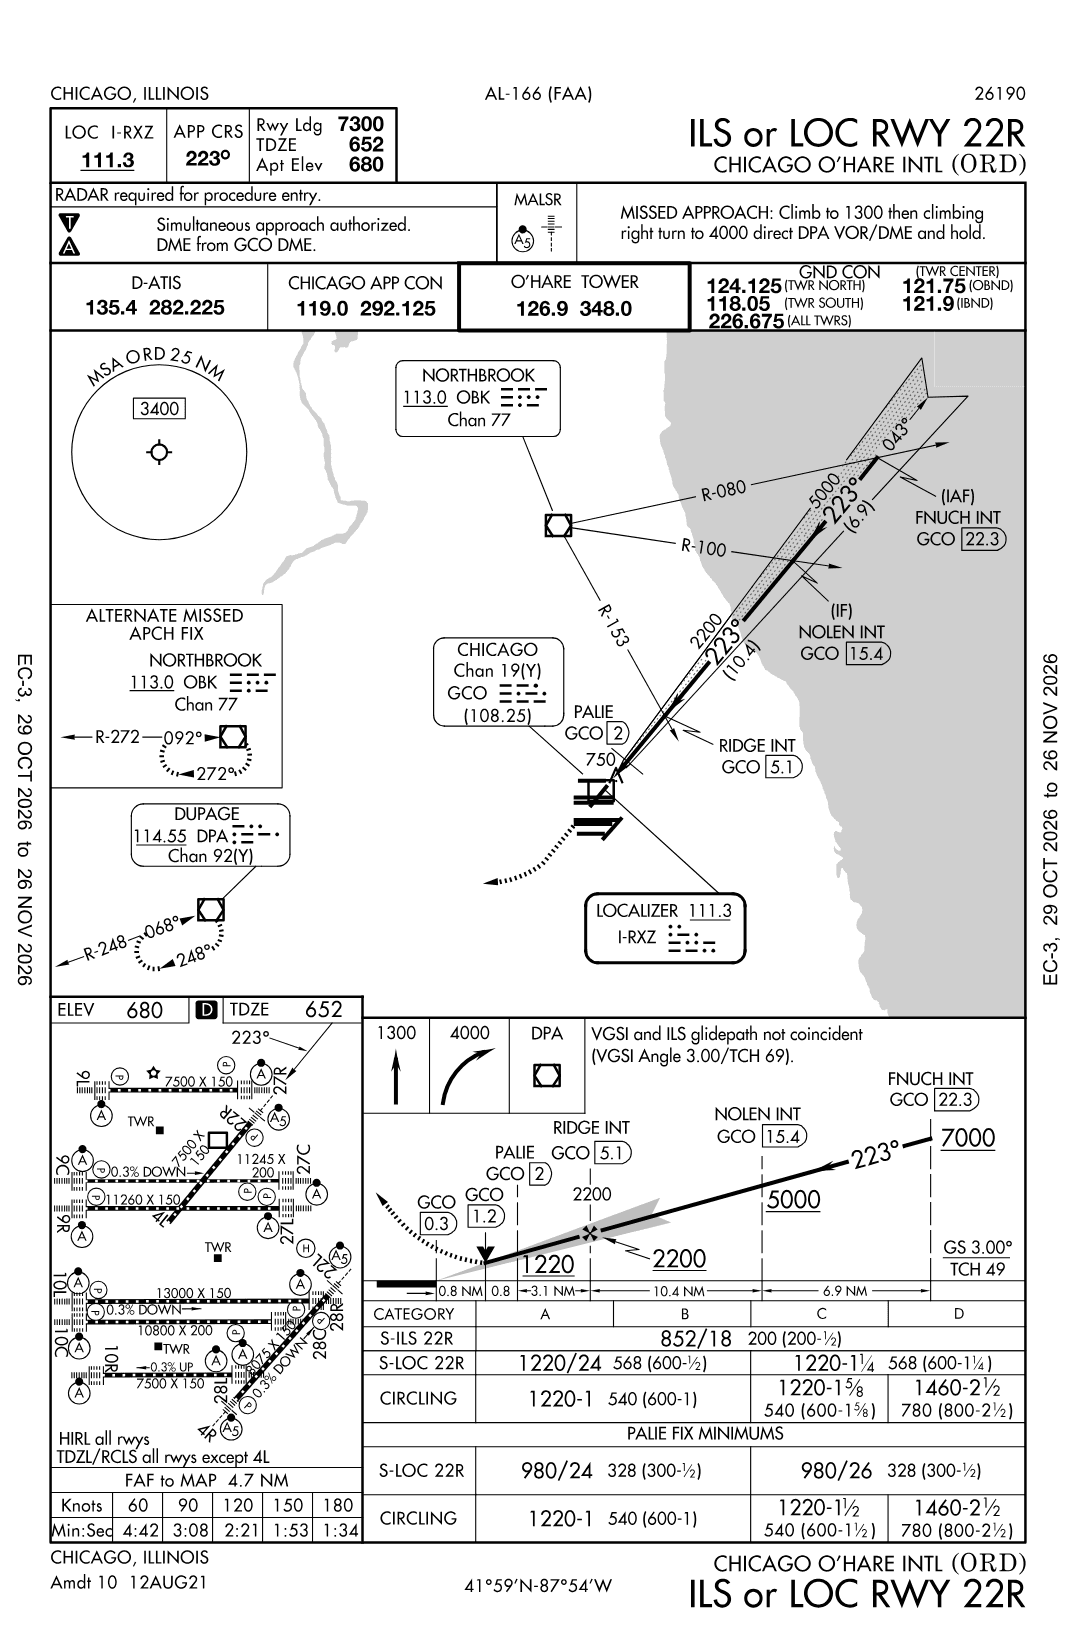 CHICAGO, ILLINOIS
AL-166 (FAA)
26190
LOC I-RXZ
111.3
APP CRS
223°
Rwy Ldg 7300
TDZE 652
Apt Elev 680
ILS or LOC RWY 22R
CHICAGO O'HARE INTL (ORD)
RADAR required for procedure entry.
T
A
Simultaneous approach authorized.
DME from GCO DME.
MALSR
A5
MISSED APPROACH: Climb to 1300 then climbing
right turn to 4000 direct DPA VOR/DME and hold.
D-ATIS
135.4 282.225
CHICAGO APP CON
119.0 292.125
O'HARE TOWER
126.9 348.0
GND CON
124.125 (TWR NORTH)
118.05 (TWR SOUTH)
226.675 (ALL TWRS)
(TWR CENTER)
121.75 (OBND)
121.9 (IBND)
MSA ORD 25 NM
3400
NORTHBROOK
113.0 OBK
Chan 77
R-080
R-100
R-153
043°
5000
223°
(6.9)
(IAF)
FNUCH INT
GCO 22.3
(IF)
NOLEN INT
GCO 15.4
2200
223°
(10.4)
CHICAGO
Chan 19(Y)
GCO
(108.25)
PALIE
GCO 2
750
RIDGE INT
GCO 5.1
ALTERNATE MISSED
APCH FIX
NORTHBROOK
113.0 OBK
Chan 77
R-272
092°
272°
DUPAGE
114.55 DPA
Chan 92(Y)
R-248
068°
248°
LOCALIZER 111.3
I-RXZ
EC-3, 29 OCT 2026 to 26 NOV 2026
EC-3, 29 OCT 2026 to 26 NOV 2026
ELEV 680
D
TDZE 652
223°
9L
P
7500 X 150
P
A
27R
A
TWR
22R
A5
P
7500 X
150
9C
A
P
0.3% DOWN
11245 X
200
27C
A
11260 X 150
P
P
9R
A
4L
A
27L
TWR
H
22L
A5
10L
A
13000 X 150
A
P
0.3% DOWN
P
P
28R
10C
A
10800 X 200
P
28C
10R
TWR
A
A
8075 X 150
0.3% DOWN
0.3% UP
7500 X 150
A
28L
P
4R
A5
HIRL all rwys
TDZL/RCLS all rwys except 4L
FAF to MAP 4.7 NM
Knots 60 90 120 150 180
Min:Sec 4:42 3:08 2:21 1:53 1:34
1300
4000
DPA
VGSI and ILS glidepath not coincident
(VGSI Angle 3.00/TCH 69).
FNUCH INT
GCO 22.3
NOLEN INT
GCO 15.4
RIDGE INT
GCO 5.1
PALIE
GCO 2
GCO
1.2
GCO
0.3
2200
223°
7000
5000
2200
1220
GS 3.00°
TCH 49
0.8 NM 0.8 3.1 NM 10.4 NM 6.9 NM
CATEGORY A B C D
S-ILS 22R 852/18 200 (200-½)
S-LOC 22R 1220/24 568 (600-½) 1220-1¼ 568 (600-1¼)
CIRCLING 1220-1 540 (600-1) 1220-1⅝ 540 (600-1⅝) 1460-2½ 780 (800-2½)
PALIE FIX MINIMUMS
S-LOC 22R 980/24 328 (300-½) 980/26 328 (300-½)
CIRCLING 1220-1 540 (600-1) 1220-1½ 540 (600-1½) 1460-2½ 780 (800-2½)
CHICAGO, ILLINOIS
Amdt 10 12AUG21
41°59'N-87°54'W
CHICAGO O'HARE INTL (ORD)
ILS or LOC RWY 22R